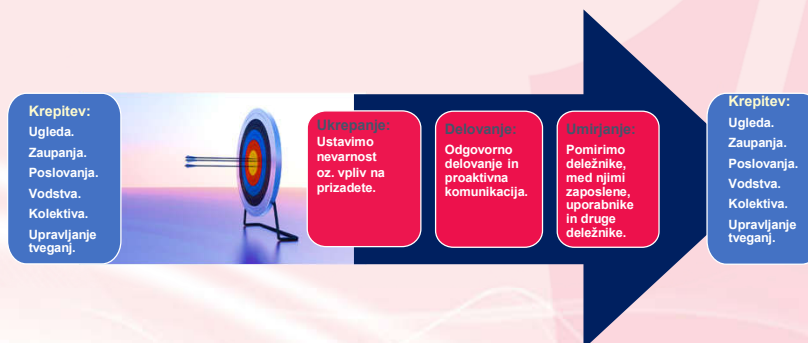 Krepitev:
Ugleda.
Zaupanja.
Poslovanja.
Vodstva.
Kolektiva.
Upravljanje
tveganj.
Ukrepanje:
Ustavimo
nevarnost
oz. vpliv na
prizadete.
Delovanje:
Odgovorno
delovanje in
proaktivna
komunikacija.
Umirjanje:
Pomirimo
deležnike,
med njimi
zaposlene,
uporabnike
in druge
deležnike.
Krepitev:
Ugleda.
Zaupanja.
Poslovanja.
Vodstva.
Kolektiva.
Upravljanje
tveganj.